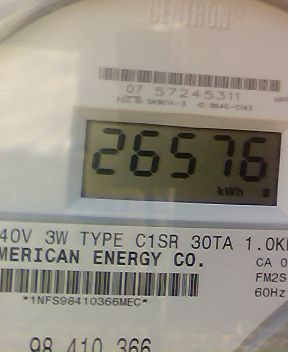 CENTRON®
07 57245311
26576
kWh
40V 3W TYPE C1SR 30TA 1.0K
MERICAN ENERGY CO.
CA 0
FM2S
60Hz
*1NFS98410366MEC*
98 410 366